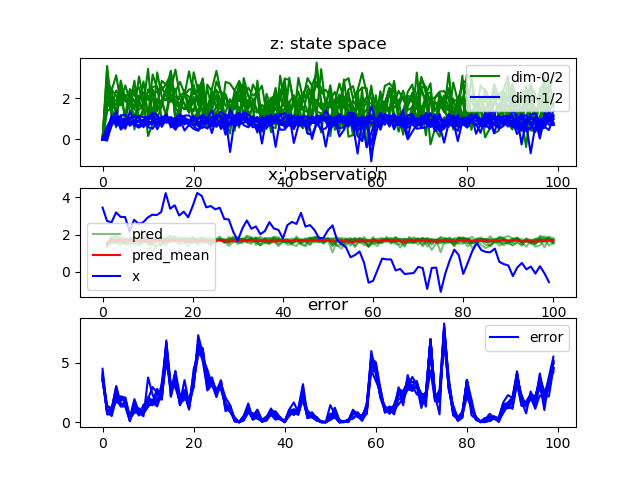 z: state space
2
0
dim-0/2
dim-1/2
0 20 40 60 80 100
x: observation
4
2
0
pred
pred_mean
x
0 20 40 60 80 100
error
5
0
error
0 20 40 60 80 100